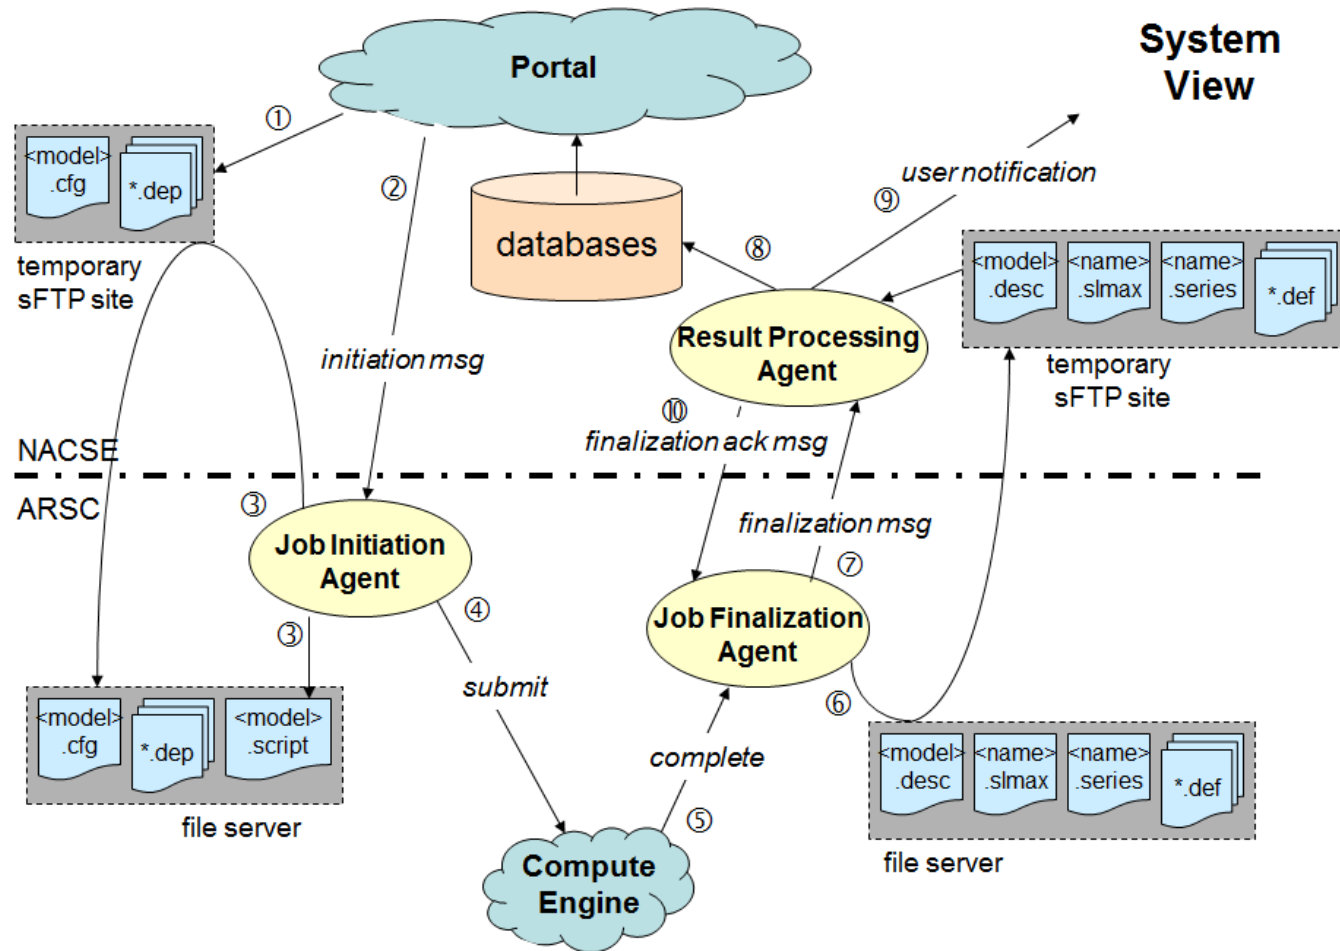 System
View
Portal
①
<model>
.cfg
*.dep
temporary
sFTP site
②
initiation msg
databases
⑧
⑨
user notification
<model>
.desc
<name>
.slmax
<name>
.series
*.def
temporary
sFTP site
Result Processing
Agent
⑩
finalization ack msg
NACSE
ARSC
③
Job Initiation
Agent
③
④
submit
finalization msg
⑦
Job Finalization
Agent
⑥
<model>
.cfg
*.dep
<model>
.script
file server
complete
⑤
Compute
Engine
<model>
.desc
<name>
.slmax
<name>
.series
*.def
file server